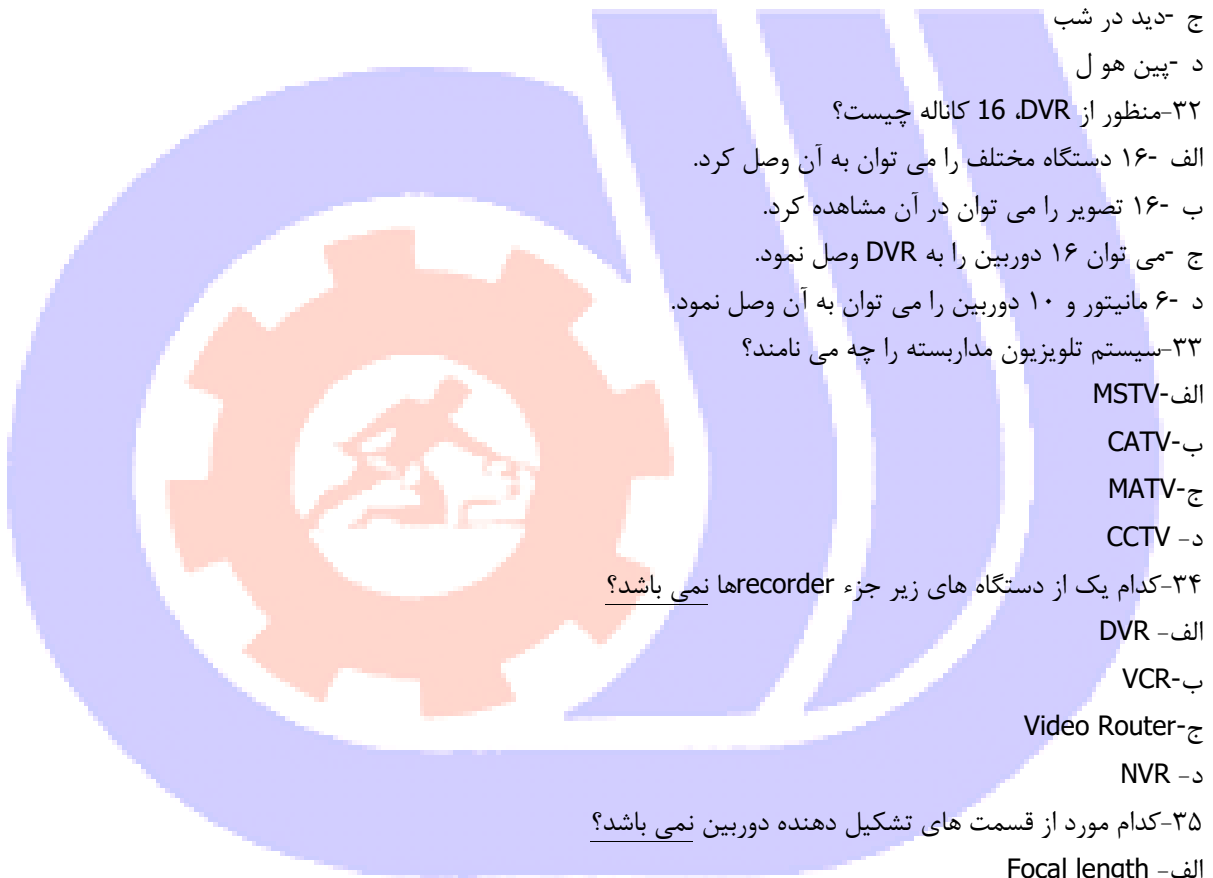 ج -دید در شب
د -پین هو ل
۳۲-منظور از DVR، 16 کاناله چیست؟
الف -۱۶ دستگاه مختلف را می توان به آن وصل کرد.
ب -۱۶ تصویر را می توان در آن مشاهده کرد.
ج -می توان ۱۶ دوربین را به DVR وصل نمود.
د -۶ مانیتور و ۱۰ دوربین را می توان به آن وصل نمود.
۳۳-سیستم تلویزیون مداربسته را چه می نامند؟
الف-MSTV
ب-CATV
ج-MATV
د- CCTV
۳۴-کدام یک از دستگاه های زیر جزء recorderها نمی باشد؟
الف- DVR
ب-VCR
ج-Video Router
د- NVR
۳۵-کدام مورد از قسمت های تشکیل دهنده دوربین نمی باشد؟
الف- Focal length